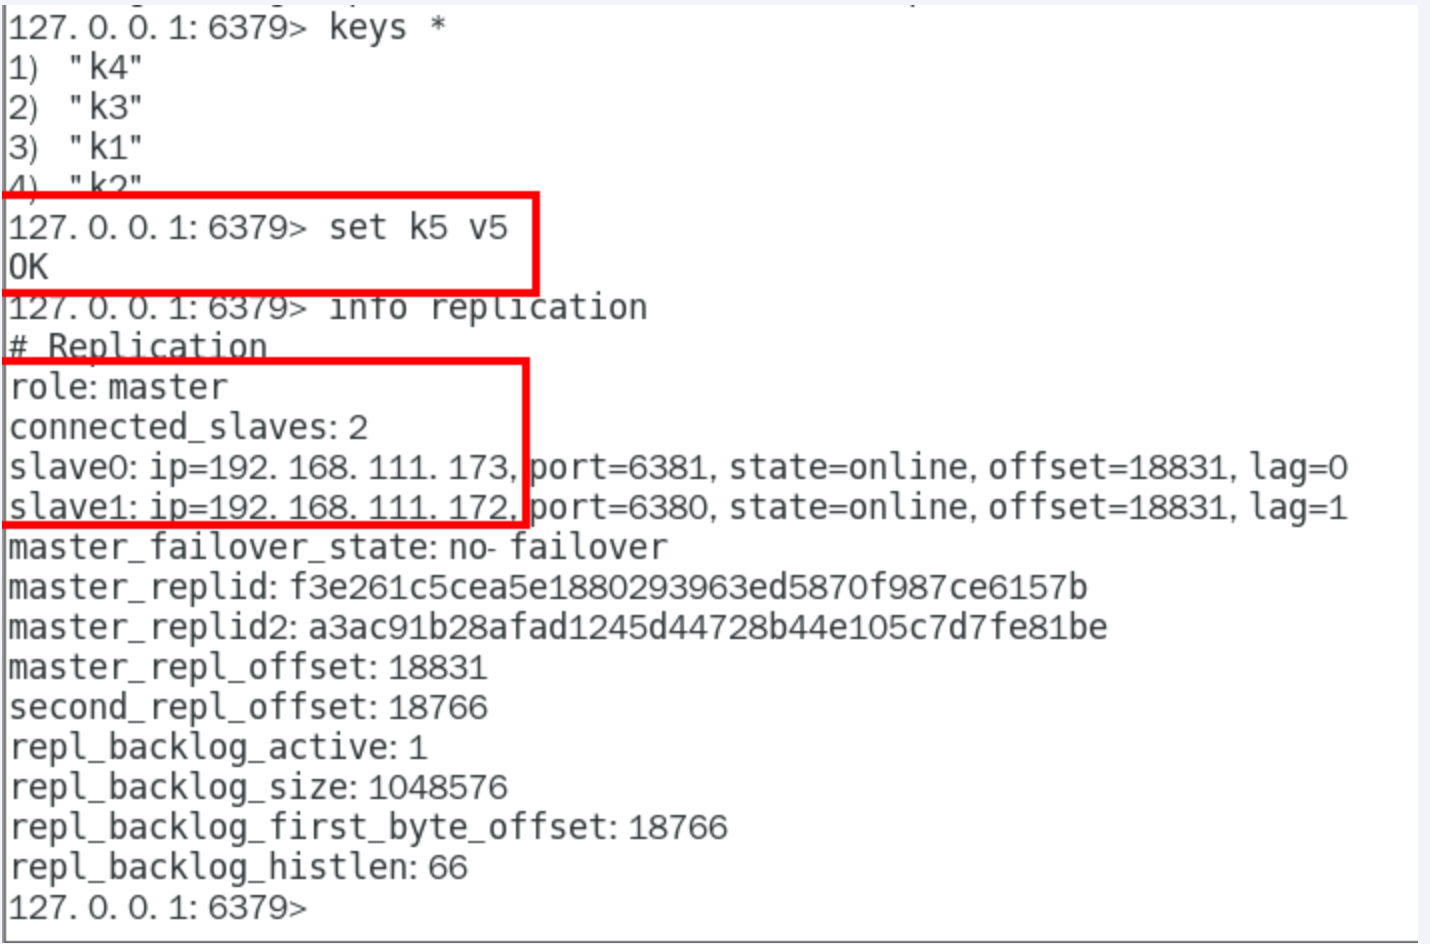 127. 0. 0. 1: 6379> keys *
1) "k4"
2) "k3"
3) "k1"
4) "k2"
127. 0. 0. 1: 6379> set k5 v5
OK
127. 0. 0. 1: 6379> info replication
# Replication
role: master
connected_slaves: 2
slave0: ip=192. 168. 111. 173, port=6381, state=online, offset=18831, lag=0
slave1: ip=192. 168. 111. 172, port=6380, state=online, offset=18831, lag=1
master_failover_state: no- failover
master_replid: f3e261c5cea5e1880293963ed5870f987ce6157b
master_replid2: a3ac91b28afad1245d44728b44e105c7d7fe81be
master_repl_offset: 18831
second_repl_offset: 18766
repl_backlog_active: 1
repl_backlog_size: 1048576
repl_backlog_first_byte_offset: 18766
repl_backlog_histlen: 66
127. 0. 0. 1: 6379>